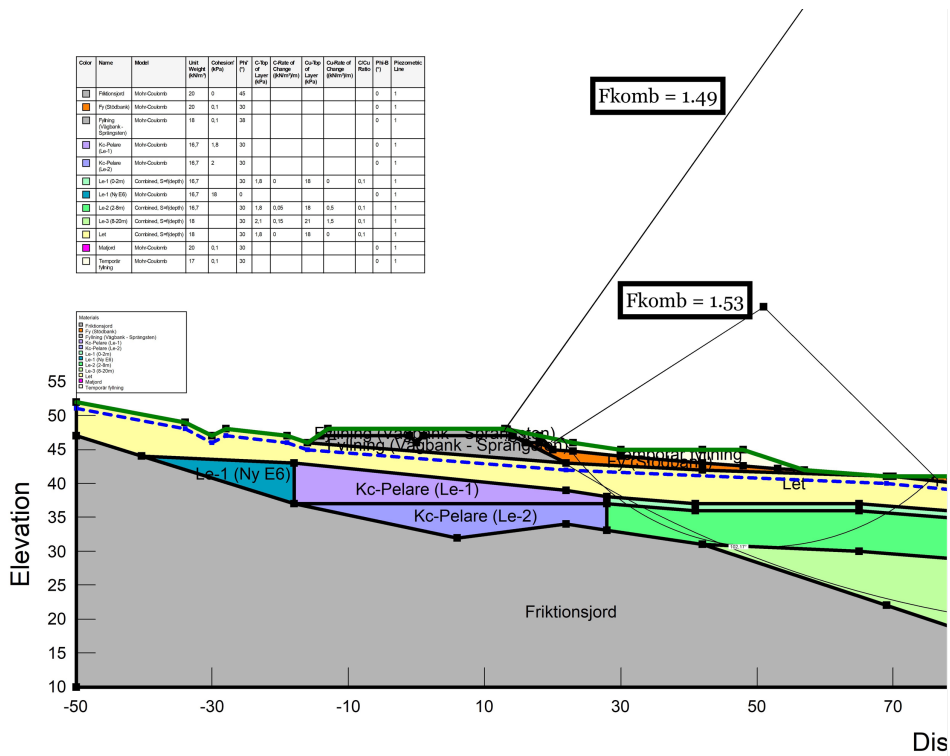 Color Name Model Unit Weight (kN/m³) Cohesion' (kPa) Phi' (°) C-Top of Layer (kPa) C-Rate of Change ((kN/m²)/m) Cu-Top of Layer (kPa) Cu-Rate of Change ((kN/m²)/m) C/Cu Ratio Phi-B (°) Piezometric Line
Friktionsjord Mohr-Coulomb 20 0 45 0 1
Fy (Stödbank) Mohr-Coulomb 20 0,1 30 0 1
Fyllning (Vägbank - Sprängsten) Mohr-Coulomb 18 0,1 38 0 1
Kc-Pelare (Le-1) Mohr-Coulomb 16,7 1,8 30 0 1
Kc-Pelare (Le-2) Mohr-Coulomb 16,7 2 30 0 1
Le-1 (0-2m) Combined, S=f(depth) 16,7 30 1,8 0 18 0 0,1 1
Le-1 (Ny E6) Mohr-Coulomb 16,7 18 0 0 1
Le-2 (2-8m) Combined, S=f(depth) 16,7 30 1,8 0,05 18 0,5 0,1 1
Le-3 (8-20m) Combined, S=f(depth) 18 30 2,1 0,15 21 1,5 0,1 1
Let Combined, S=f(depth) 18 30 1,8 0 18 0 0,1 1
Matjord Mohr-Coulomb 20 0,1 30 0 1
Temporär fyllning Mohr-Coulomb 17 0,1 30 0 1
Fkomb = 1.49
Fkomb = 1.53
Materials
Friktionsjord
Fy (Stödbank)
Fyllning (Vägbank - Sprängsten)
Kc-Pelare (Le-1)
Kc-Pelare (Le-2)
Le-1 (0-2m)
Le-1 (Ny E6)
Le-2 (2-8m)
Le-3 (8-20m)
Let
Matjord
Temporär fyllning
Fyllning (Vägbank - Sprängsten)
Fyllning (Vägbank - Sprängsten)
Temporär fyllning
Fy (Stödbank)
Let
Le-1 (Ny E6)
Kc-Pelare (Le-1)
Kc-Pelare (Le-2)
Friktionsjord
Elevation
55
50
45
40
35
30
25
20
15
10
-50 -30 -10 10 30 50 70
Dis